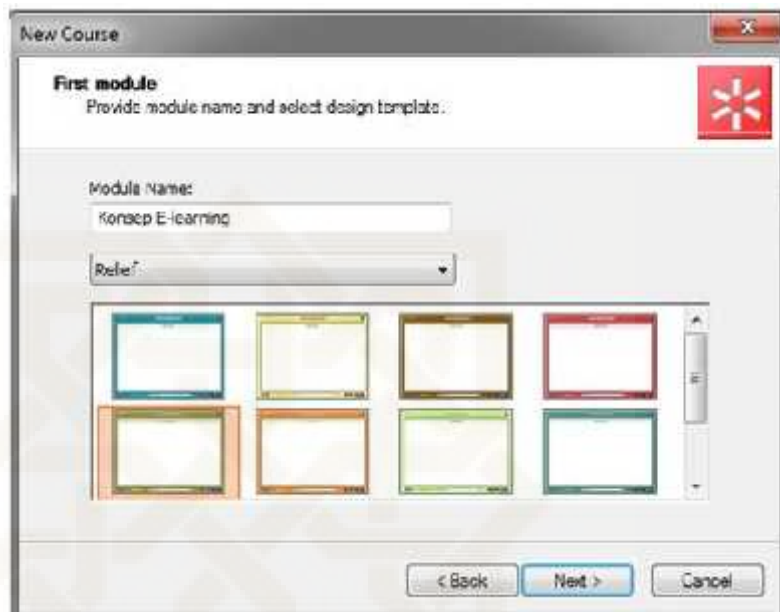 New Course
First module
Provide module name and select design template.
Module Name:
Konsep E-learning
Relief
< Back
Next >
Cancel